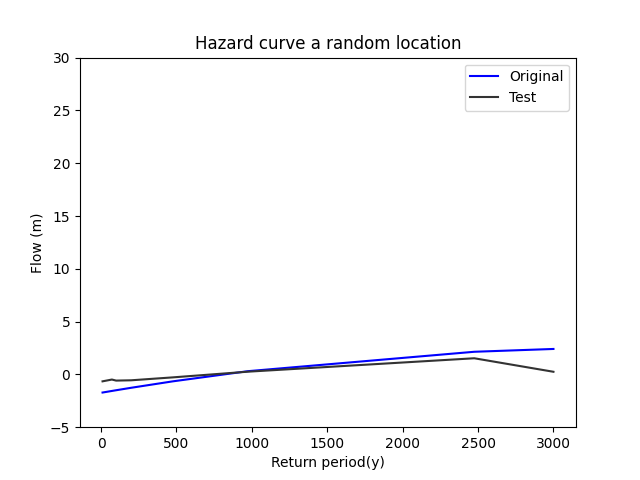 Hazard curve a random location
Original
Test
Flow (m)
30
25
20
15
10
5
0
−5
0 500 1000 1500 2000 2500 3000
Return period(y)